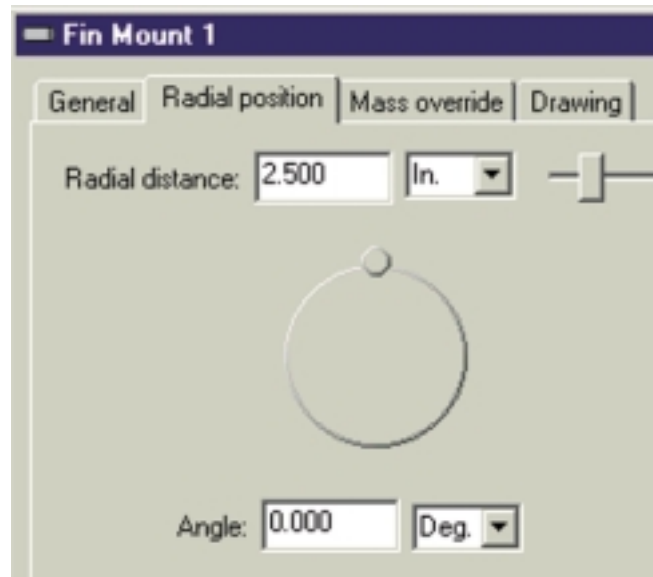 Fin Mount 1
General Radial position Mass override Drawing
Radial distance: 2.500 In.
Angle: 0.000 Deg.